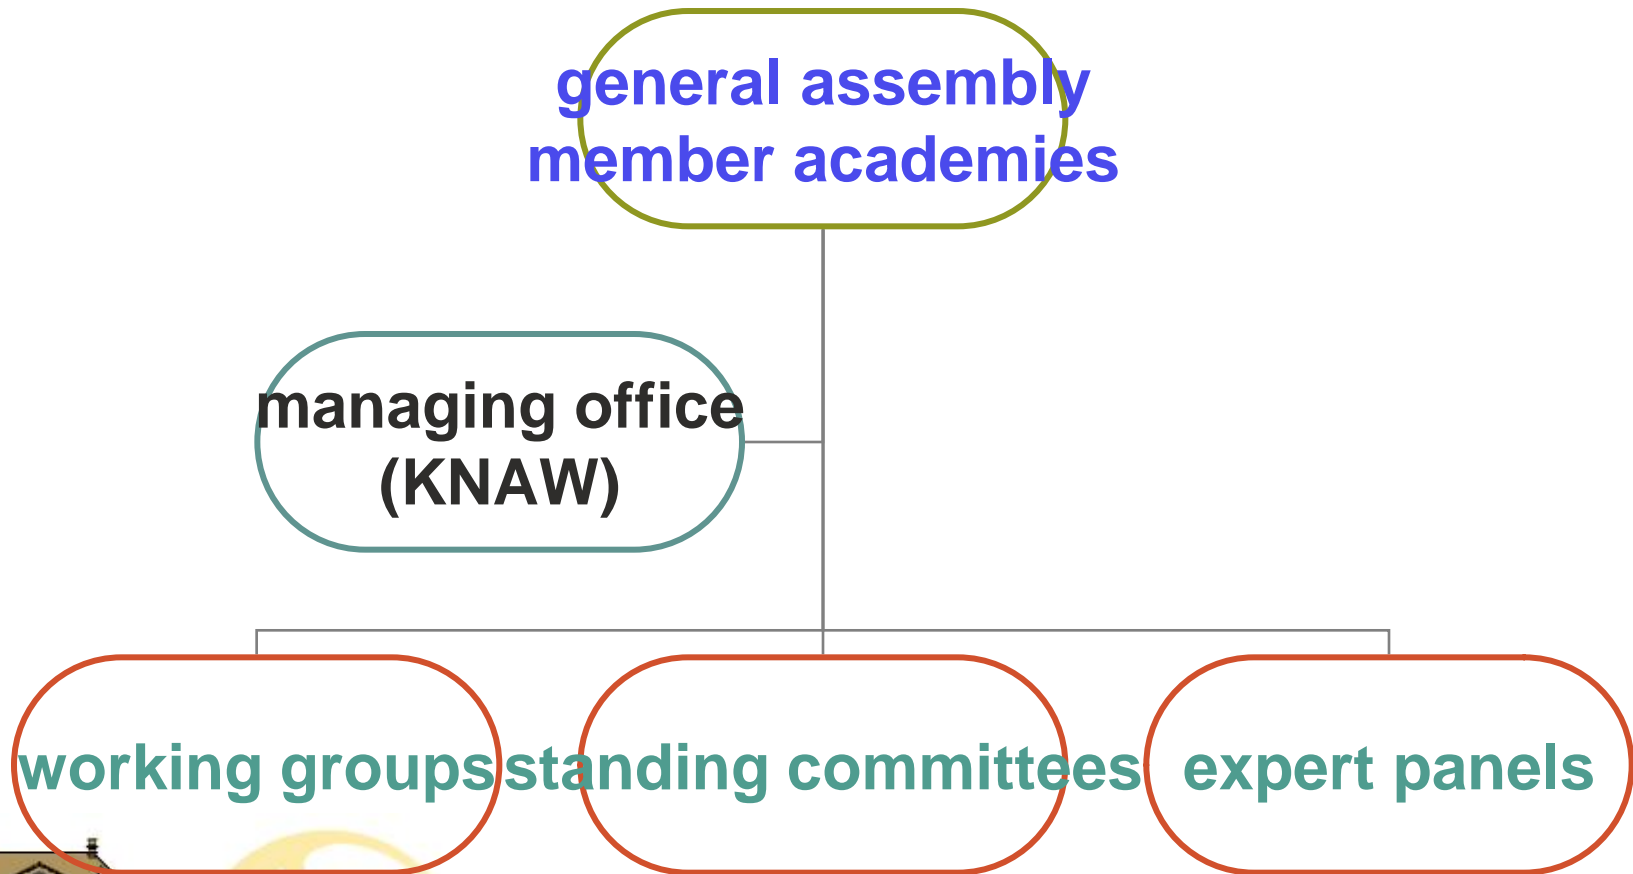 general assembly
member academies
managing office
(KNAW)
working groups
standing committees
expert panels